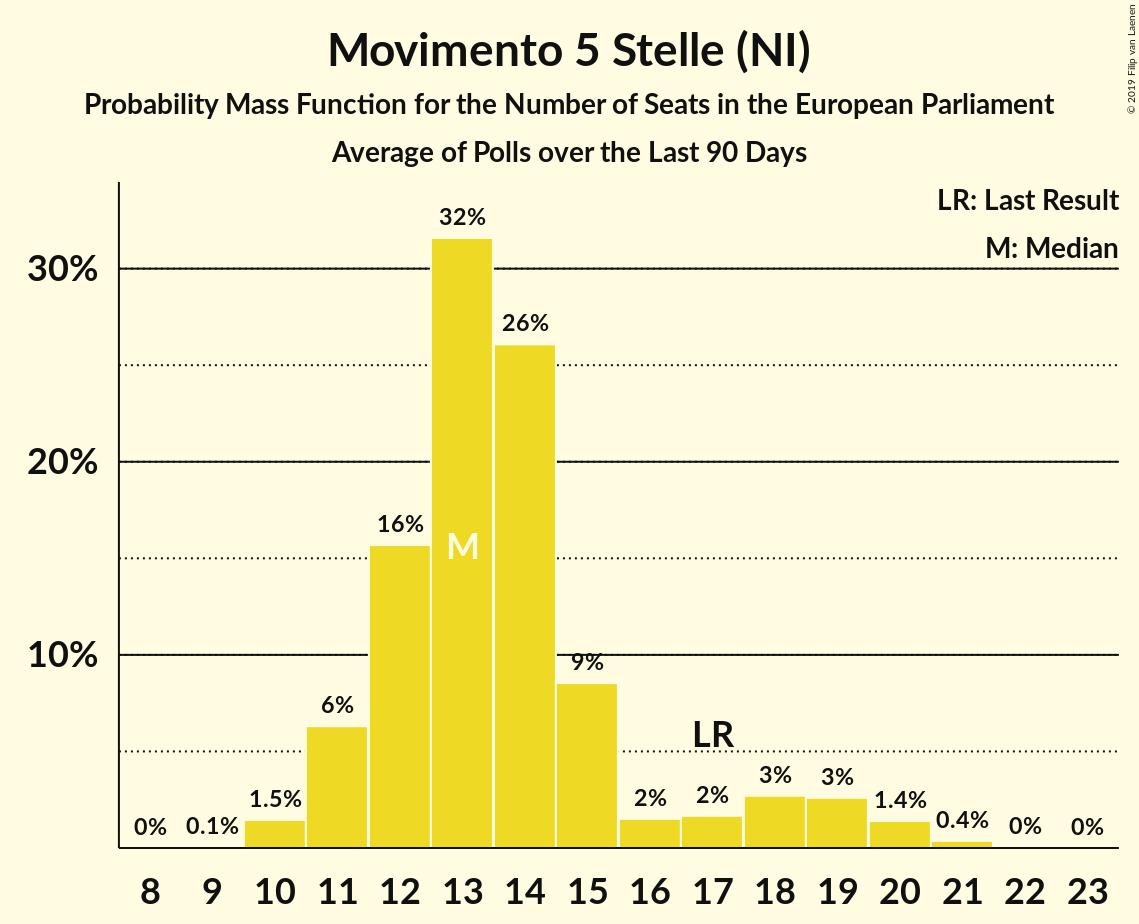 Movimento 5 Stelle (NI)
Probability Mass Function for the Number of Seats in the European Parliament
Average of Polls over the Last 90 Days
© 2019 Filip van Laenen
LR: Last Result
M: Median
30%
20%
10%
0%
0.1%
1.5%
6%
16%
32%
26%
9%
2%
2%
3%
3%
1.4%
0.4%
0%
0%
M
LR
8 9 10 11 12 13 14 15 16 17 18 19 20 21 22 23